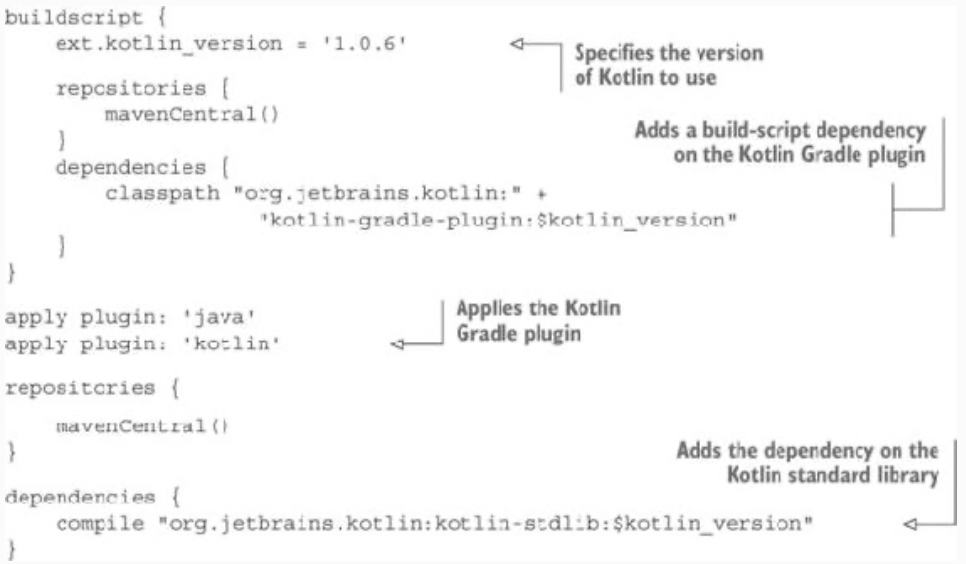 buildscript {
ext.kotlin_version = '1.0.6'
Specifies the version
of Kotlin to use
repositories {
mavenCentral()
}
Adds a build-script dependency
on the Kotlin Gradle plugin
dependencies {
classpath "org.jetbrains.kotlin:" +
"kotlin-gradle-plugin:$kotlin_version"
}
}
apply plugin: 'java'
apply plugin: 'kotlin'
Applies the Kotlin
Gradle plugin
repositories {
mavenCentral()
}
Adds the dependency on the
Kotlin standard library
dependencies {
compile "org.jetbrains.kotlin:kotlin-stdlib:$kotlin_version"
}